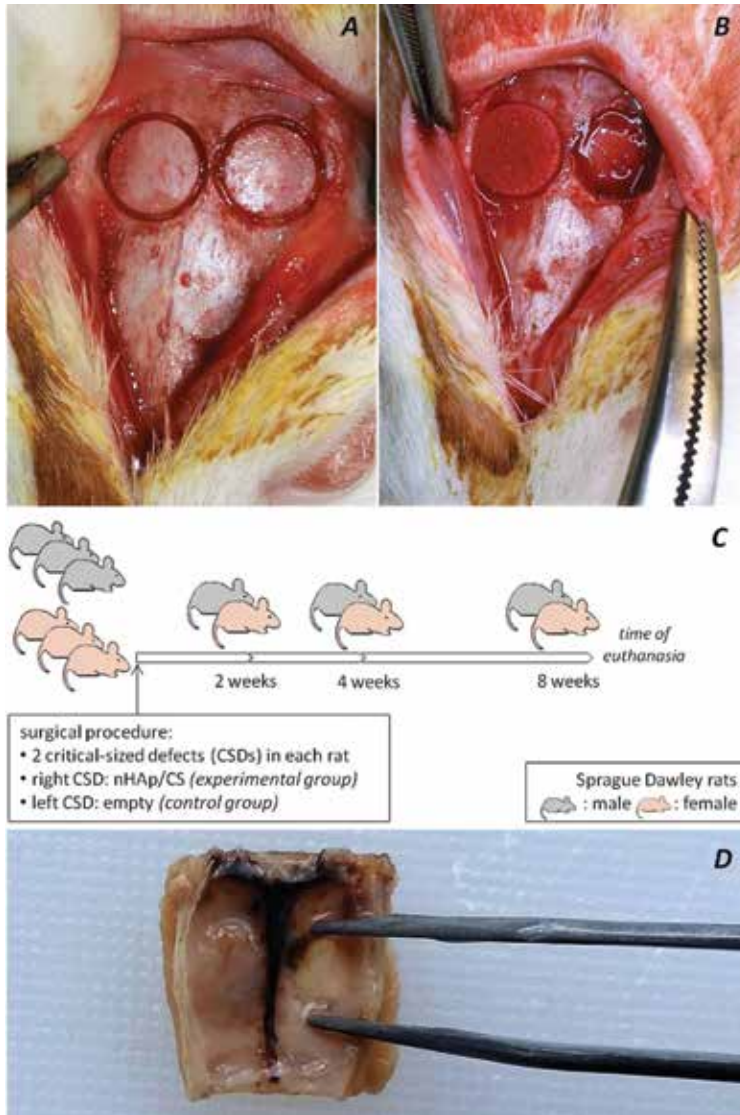 A
B
C
time of
euthanasia
2 weeks
4 weeks
8 weeks
surgical procedure:
• 2 critical-sized defects (CSDs) in each rat
• right CSD: nHAp/CS (experimental group)
• left CSD: empty (control group)
Sprague Dawley rats
: male : female
D